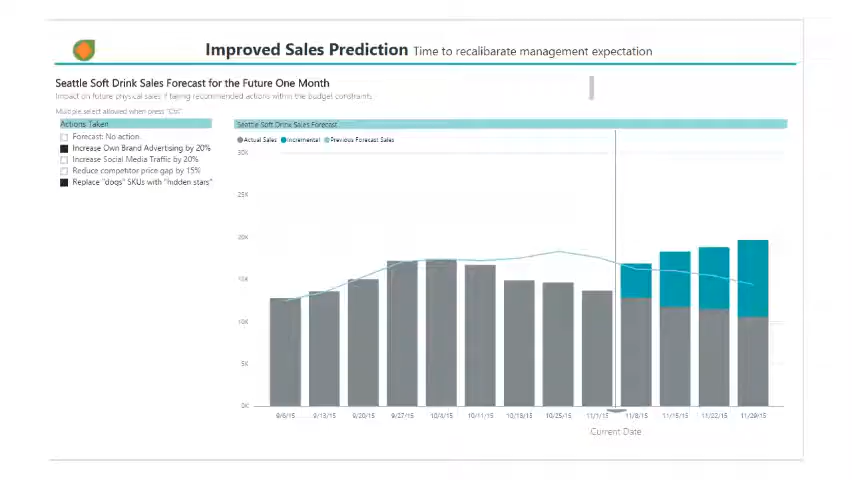 Improved Sales Prediction Time to recalibarate management expectation
Seattle Soft Drink Sales Forecast for the Future One Month
Impact on future physical sales if taking recommended actions within the budget constraints
Multiple select allowed when press "Ctrl"
Actions Taken
Forecast: No action
Increase Own Brand Advertising by 20%
Increase Social Media Traffic by 20%
Reduce competitor price gap by 15%
Replace "dogs" SKUs with "hidden stars"
Seattle Soft Drink Sales Forecast
Actual Sales Incremental Previous Forecast Sales
30K
25K
20K
15K
10K
5K
0K
9/6/15 9/13/15 9/20/15 9/27/15 10/4/15 10/11/15 10/18/15 10/25/15 11/1/15 11/8/15 11/15/15 11/22/15 11/29/15
Current Date